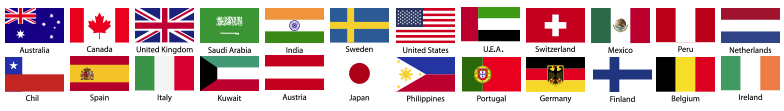 Australia
Canada
United Kingdom
Saudi Arabia
India
Sweden
United States
U.E.A.
Switzerland
Mexico
Peru
Netherlands
Chil
Spain
Italy
Kuwait
Austria
Japan
Philippines
Portugal
Germany
Finland
Belgium
Ireland